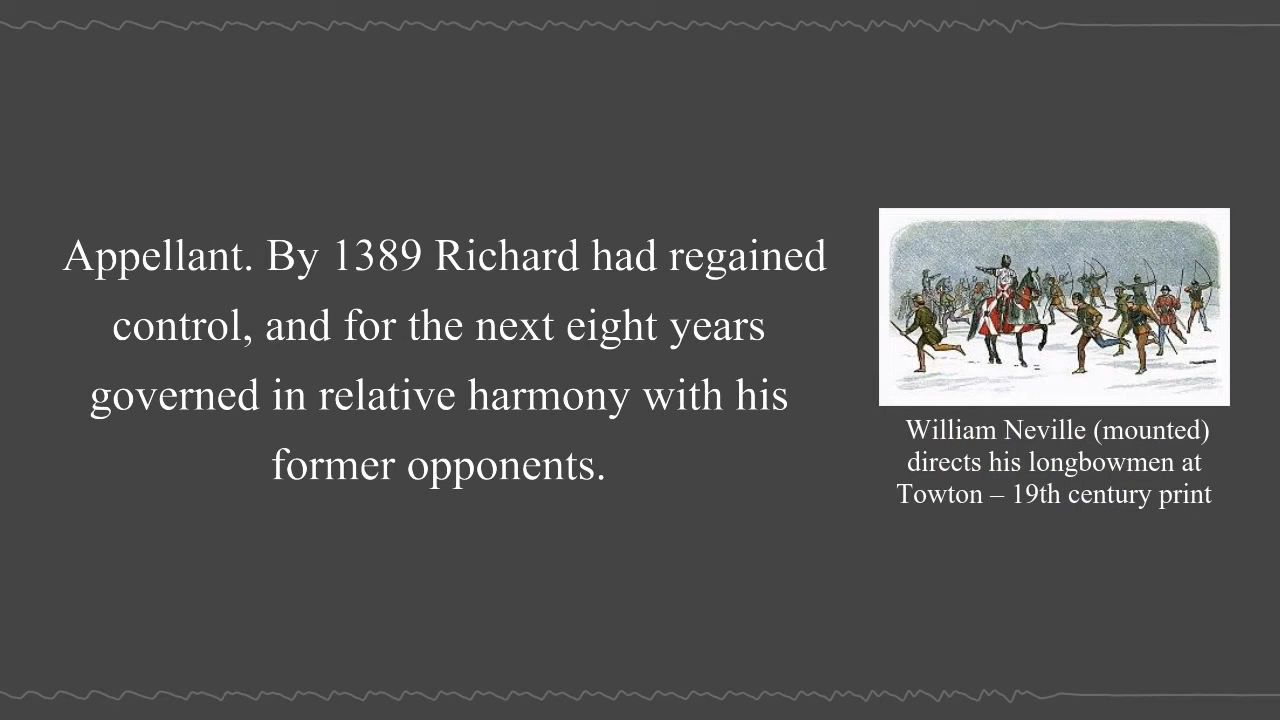 Appellant. By 1389 Richard had regained
control, and for the next eight years
governed in relative harmony with his
former opponents.
William Neville (mounted)
directs his longbowmen at
Towton – 19th century print